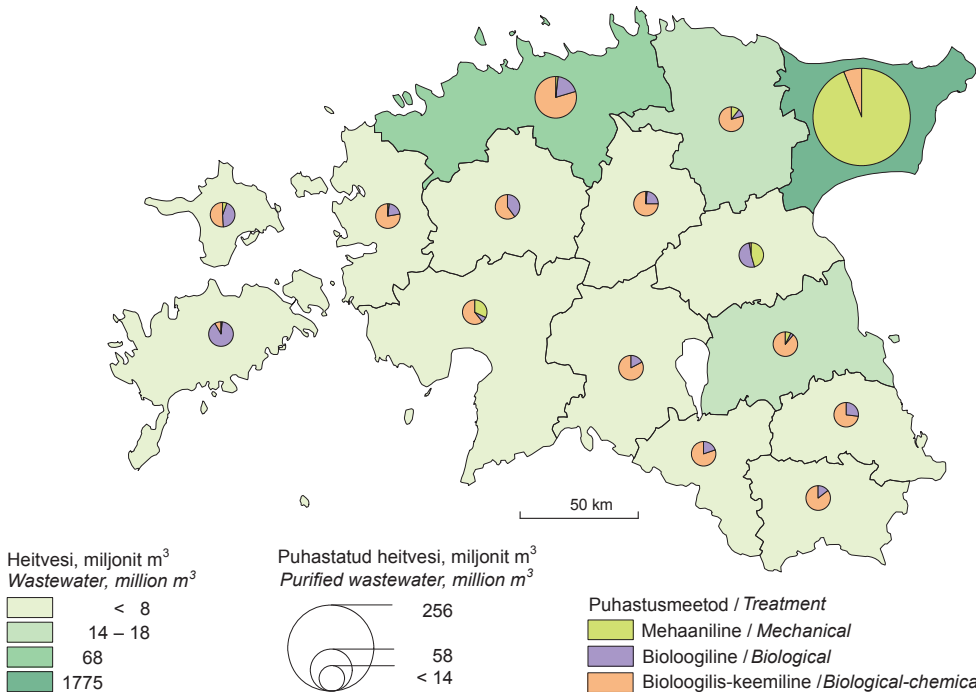 50 km
Heitvesi, miljonit m³
Wastewater, million m³
< 8
14 – 18
68
1775
Puhastatud heitvesi, miljonit m³
Purified wastewater, million m³
256
58
< 14
Puhastusmeetod / Treatment
Mehaaniline / Mechanical
Bioloogiline / Biological
Bioloogilis-keemiline / Biological-chemica